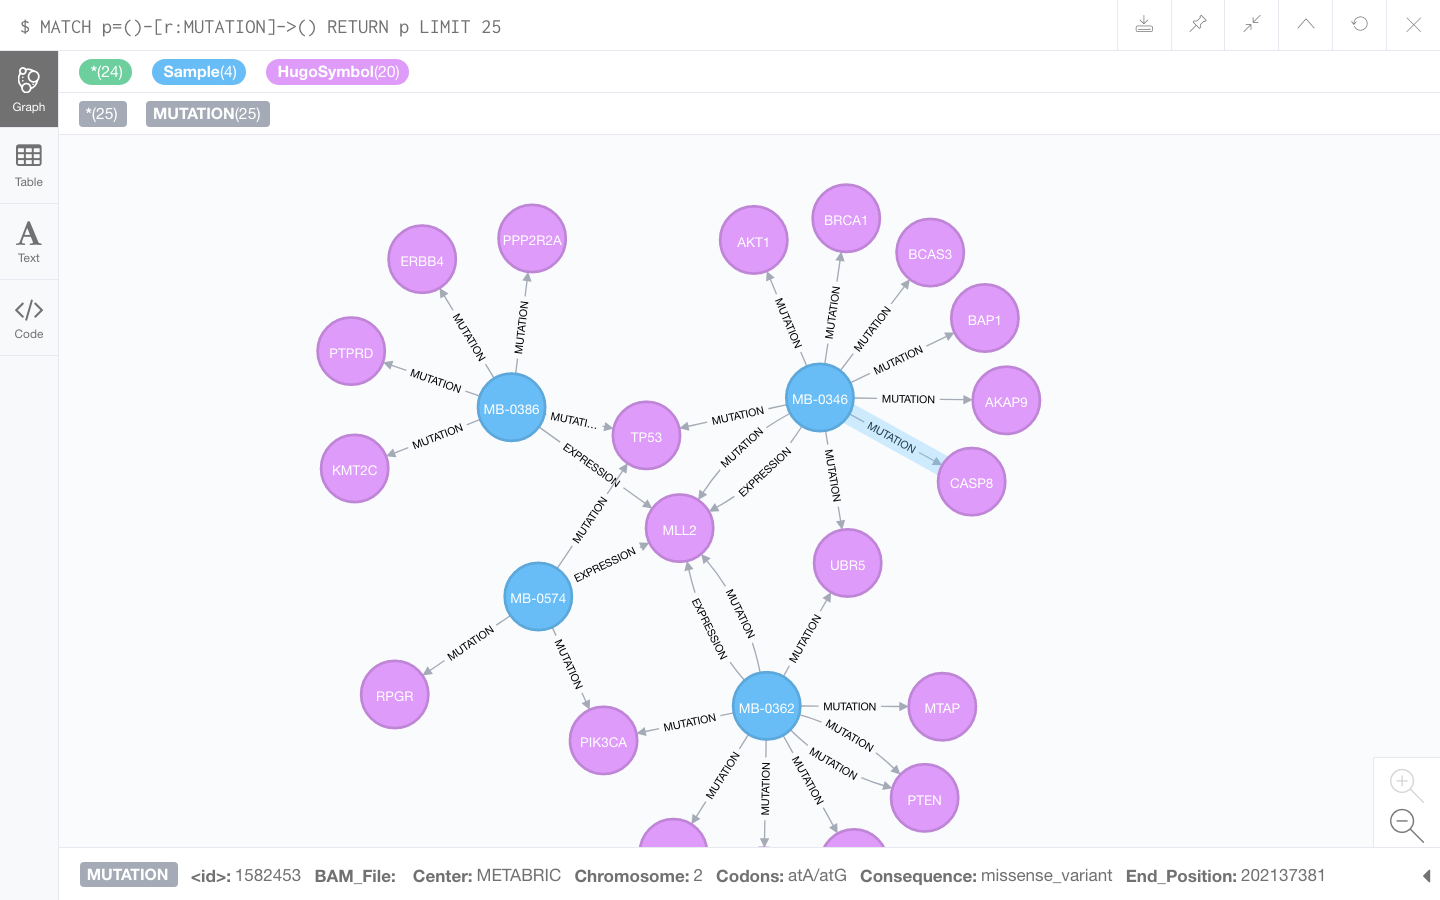 $ MATCH p=()-[r:MUTATION]->() RETURN p LIMIT 25
Graph
Table
Text
Code
*(24) Sample(4) HugoSymbol(20)
*(25) MUTATION(25)
BRCA1
PPP2R2A
AKT1
BCAS3
ERBB4
MUTATION
MUTATION
MUTATION
MUTATION
MUTATION
BAP1
PTPRD
MUTATION
MUTATION
MB-0386
MB-0346
MUTATION
AKAP9
MUTATI...
MUTATION
MUTATION
TP53
MUTATION
KMT2C
EXPRESSION
MUTATION
EXPRESSION
MUTATION
CASP8
MUTATION
MLL2
EXPRESSION
UBR5
MB-0574
MUTATION
EXPRESSION
MUTATION
MUTATION
MUTATION
RPGR
MB-0362
MUTATION
MTAP
PIK3CA
MUTATION
MUTATION
MUTATION
MUTATION
MUTATION
MUTATION
PTEN
MUTATION <id>: 1582453 BAM_File: Center: METABRIC Chromosome: 2 Codons: atA/atG Consequence: missense_variant End_Position: 202137381